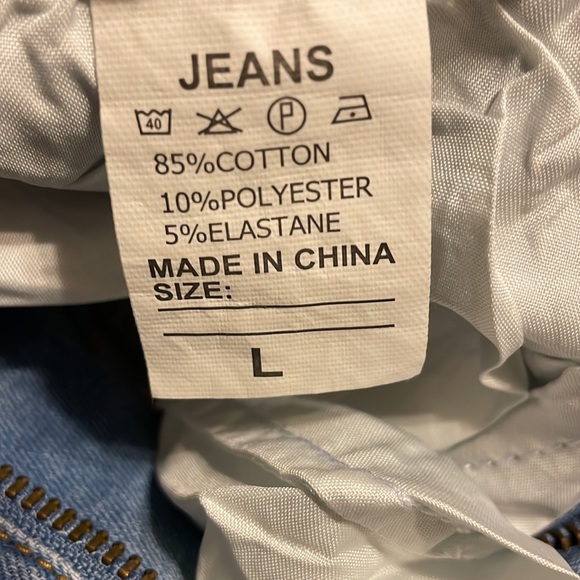 JEANS
40 P
85%COTTON
10%POLYESTER
5%ELASTANE
MADE IN CHINA
SIZE:
L